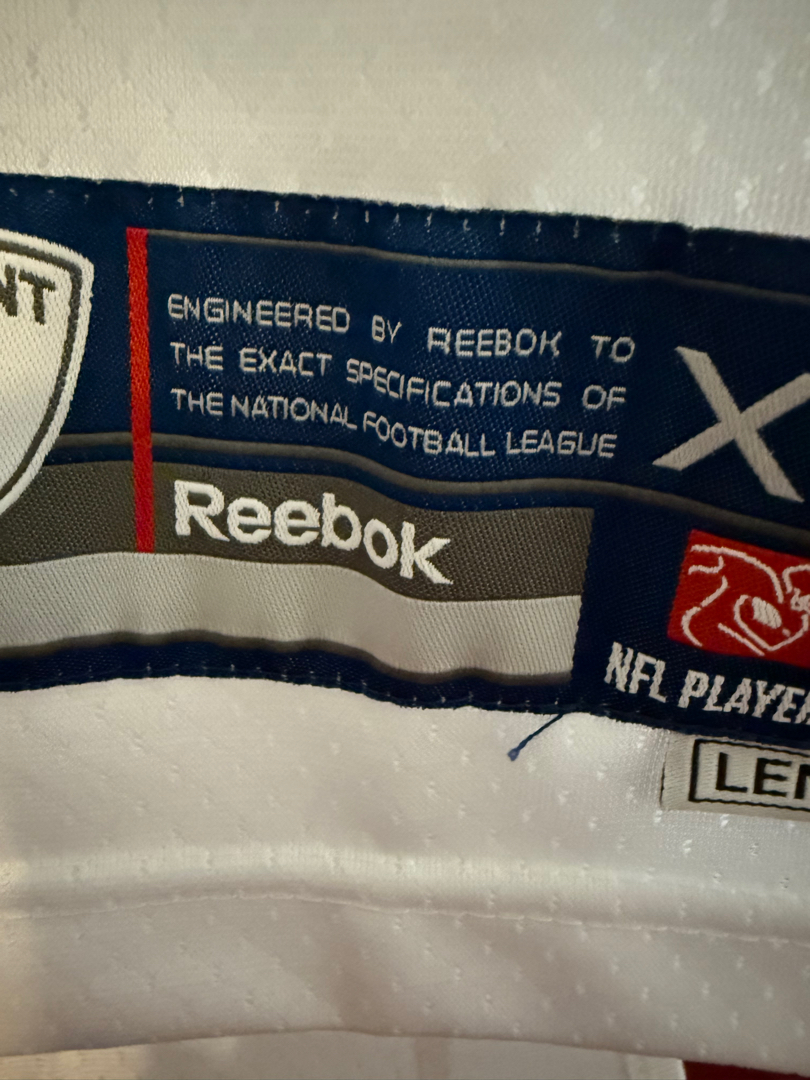 NT
ENGINEERED BY REEBOK TO
THE EXACT SPECIFICATIONS OF
THE NATIONAL FOOTBALL LEAGUE
X
Reebok
NFL PLAYER
LEN